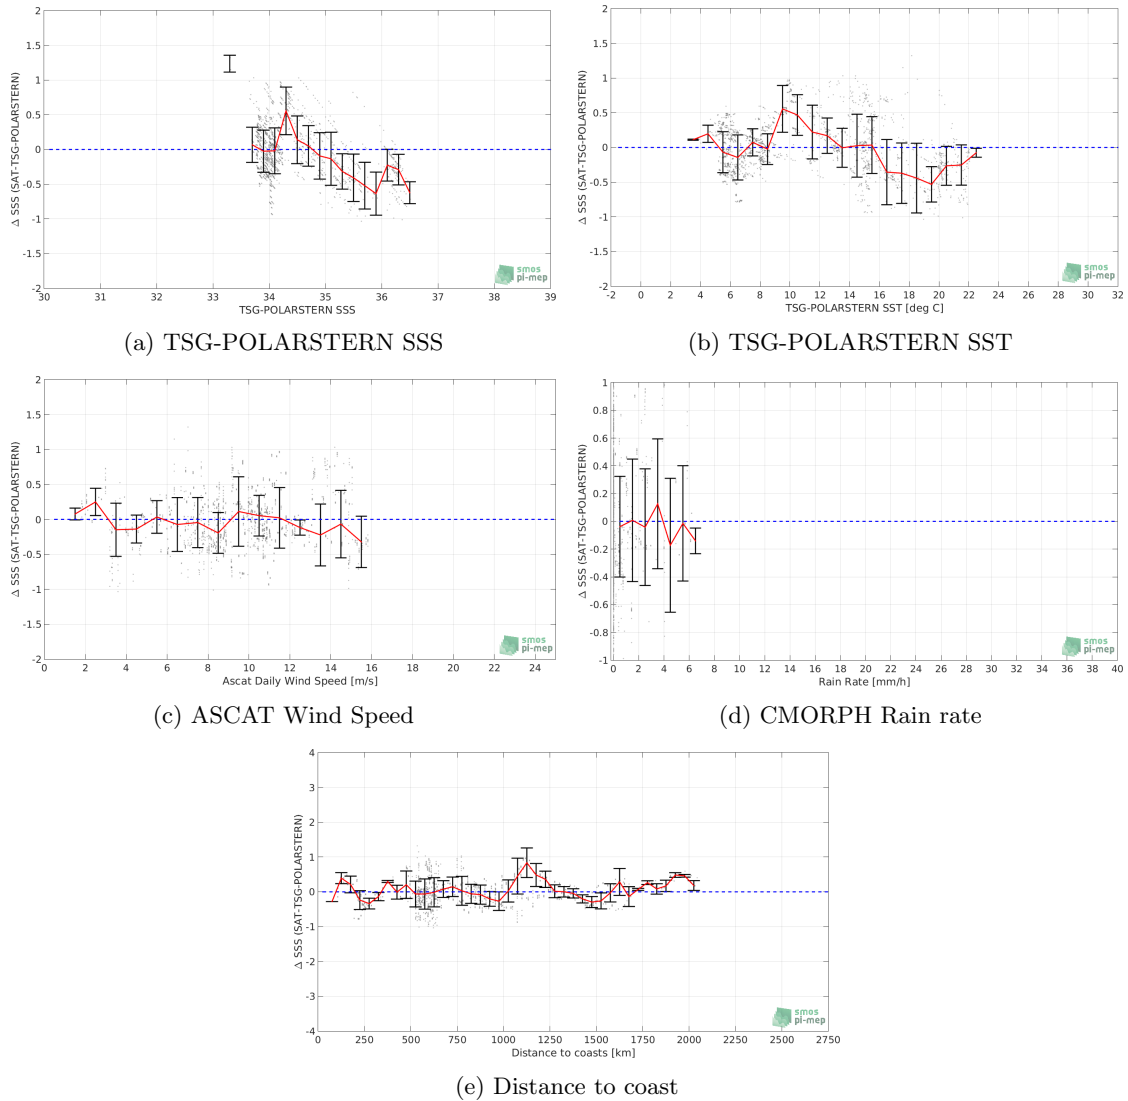 2
1.5
1
0.5
0
-0.5
-1
-1.5
-2
Δ SSS (SAT-TSG-POLARSTERN)
30 31 32 33 34 35 36 37 38 39
TSG-POLARSTERN SSS
smos
pi-mep
(a) TSG-POLARSTERN SSS
2
1.5
1
0.5
0
-0.5
-1
-1.5
-2
Δ SSS (SAT-TSG-POLARSTERN)
-2 0 2 4 6 8 10 12 14 16 18 20 22 24 26 28 30 32
TSG-POLARSTERN SST [deg C]
smos
pi-mep
(b) TSG-POLARSTERN SST
2
1.5
1
0.5
0
-0.5
-1
-1.5
-2
Δ SSS (SAT-TSG-POLARSTERN)
2 4 6 8 10 12 14 16 18 20 22 24
Ascat Daily Wind Speed [m/s]
smos
pi-mep
(c) ASCAT Wind Speed
1
0.8
0.6
0.4
0.2
0
-0.2
-0.4
-0.6
-0.8
-1
Δ SSS (SAT-TSG-POLARSTERN)
0 2 4 6 8 10 12 14 16 18 20 22 24 26 28 30 32 34 36 38 40
Rain Rate [mm/h]
smos
pi-mep
(d) CMORPH Rain rate
4
3
2
1
0
-1
-2
-3
-4
Δ SSS (SAT-TSG-POLARSTERN)
0 250 500 750 1000 1250 1500 1750 2000 2250 2500 2750
Distance to coasts [km]
smos
pi-mep
(e) Distance to coast